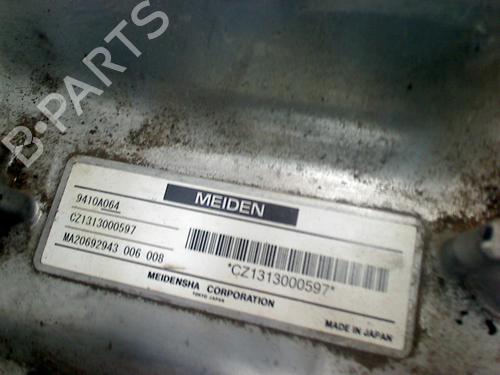 B·PARTS
MEIDEN
9410A064
CZ1313000597
MA20692943 006 008
*CZ1313000597*
MEIDENSHA CORPORATION
TOKYO JAPAN
MADE IN JAPAN